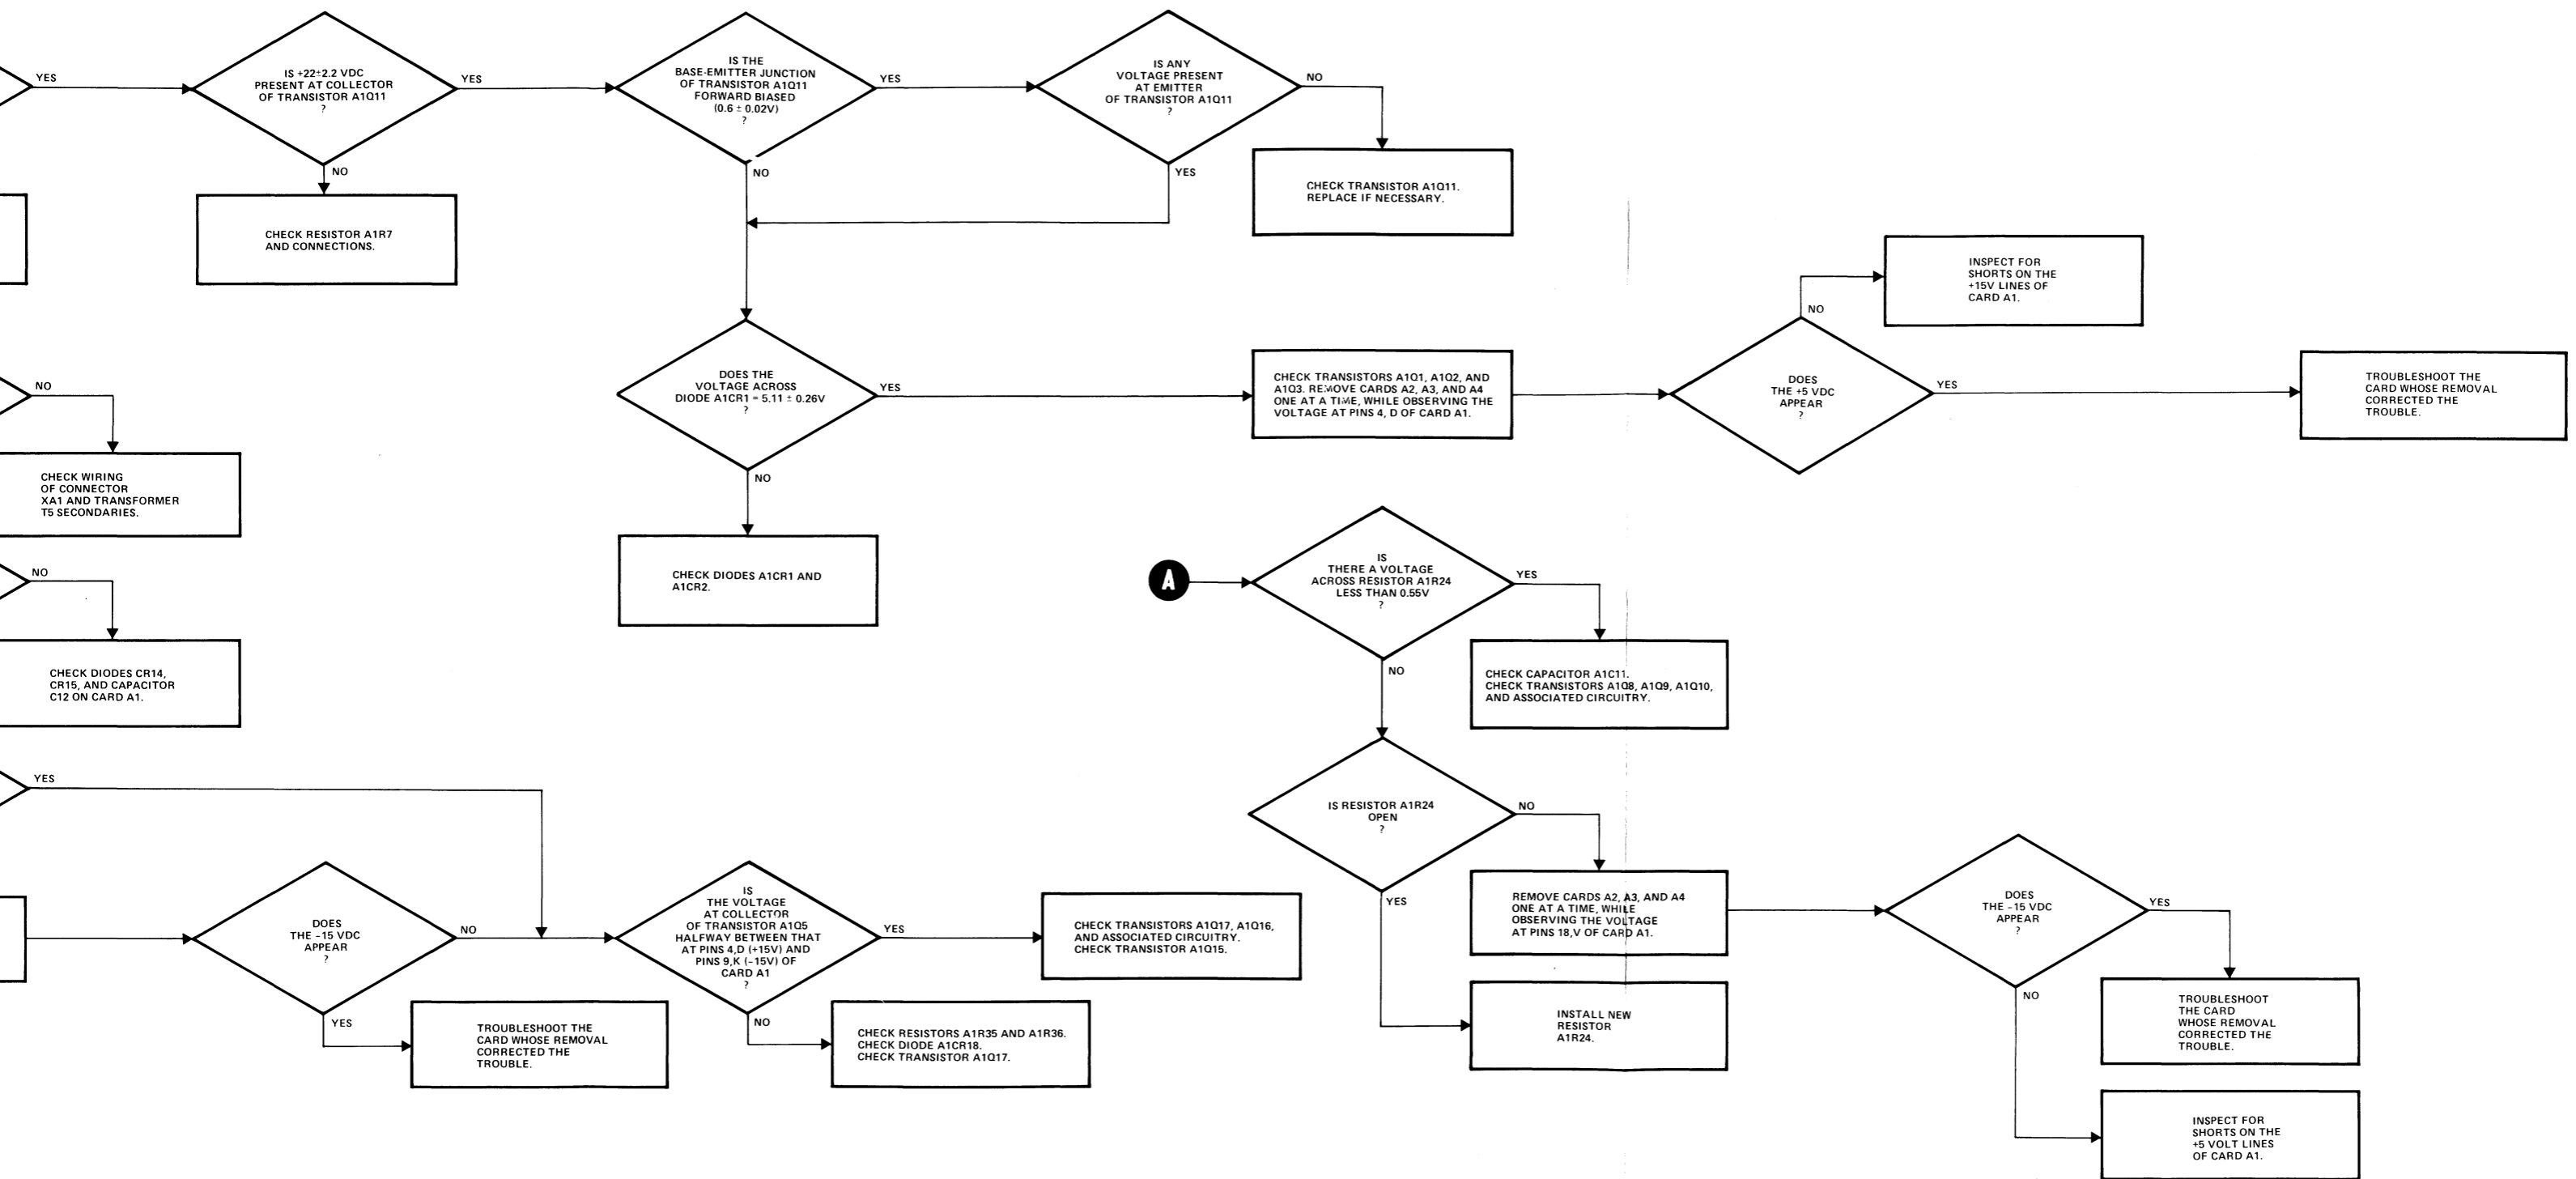 YES
IS +22±2.2 VDC
PRESENT AT COLLECTOR
OF TRANSISTOR A1Q11
?
YES
NO
CHECK RESISTOR A1R7
AND CONNECTIONS.
IS THE
BASE-EMITTER JUNCTION
OF TRANSISTOR A1Q11
FORWARD BIASED
(0.6 ± 0.02V)
?
YES
NO
IS ANY
VOLTAGE PRESENT
AT EMITTER
OF TRANSISTOR A1Q11
?
NO
YES
CHECK TRANSISTOR A1Q11.
REPLACE IF NECESSARY.
DOES THE
VOLTAGE ACROSS
DIODE A1CR1 = 5.11 ± 0.26V
?
YES
NO
CHECK DIODES A1CR1 AND
A1CR2.
CHECK TRANSISTORS A1Q1, A1Q2, AND
A1Q3. REMOVE CARDS A2, A3, AND A4
ONE AT A TIME, WHILE OBSERVING THE
VOLTAGE AT PINS 4, D OF CARD A1.
DOES
THE +5 VDC
APPEAR
?
NO
INSPECT FOR
SHORTS ON THE
+15V LINES OF
CARD A1.
YES
TROUBLESHOOT THE
CARD WHOSE REMOVAL
CORRECTED THE
TROUBLE.
NO
CHECK WIRING
OF CONNECTOR
XA1 AND TRANSFORMER
T5 SECONDARIES.
NO
CHECK DIODES CR14,
CR15, AND CAPACITOR
C12 ON CARD A1.
A
IS
THERE A VOLTAGE
ACROSS RESISTOR A1R24
LESS THAN 0.55V
?
YES
NO
CHECK CAPACITOR A1C11.
CHECK TRANSISTORS A1Q8, A1Q9, A1Q10,
AND ASSOCIATED CIRCUITRY.
IS RESISTOR A1R24
OPEN
?
NO
YES
REMOVE CARDS A2, A3, AND A4
ONE AT A TIME, WHILE
OBSERVING THE VOLTAGE
AT PINS 18,V OF CARD A1.
INSTALL NEW
RESISTOR
A1R24.
DOES
THE -15 VDC
APPEAR
?
YES
NO
TROUBLESHOOT
THE CARD
WHOSE REMOVAL
CORRECTED THE
TROUBLE.
INSPECT FOR
SHORTS ON THE
+5 VOLT LINES
OF CARD A1.
YES
DOES
THE -15 VDC
APPEAR
?
NO
YES
TROUBLESHOOT THE
CARD WHOSE REMOVAL
CORRECTED THE
TROUBLE.
IS
THE VOLTAGE
AT COLLECTOR
OF TRANSISTOR A1Q5
HALFWAY BETWEEN THAT
AT PINS 4,D (+15V) AND
PINS 9,K (-15V) OF
CARD A1
?
YES
NO
CHECK TRANSISTORS A1Q17, A1Q16,
AND ASSOCIATED CIRCUITRY.
CHECK TRANSISTOR A1Q15.
CHECK RESISTORS A1R35 AND A1R36.
CHECK DIODE A1CR18.
CHECK TRANSISTOR A1Q17.